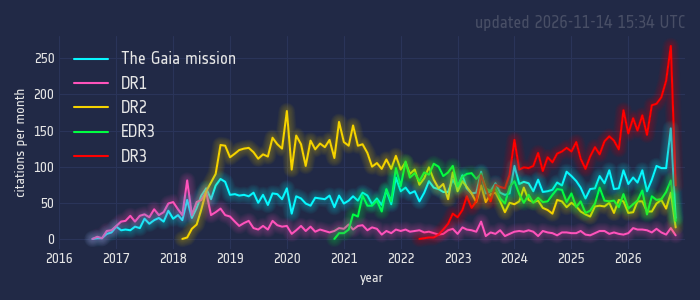 updated 2026-11-14 15:34 UTC
citations per month
250
200
150
100
50
0
The Gaia mission
DR1
DR2
EDR3
DR3
2016 2017 2018 2019 2020 2021 2022 2023 2024 2025 2026
year